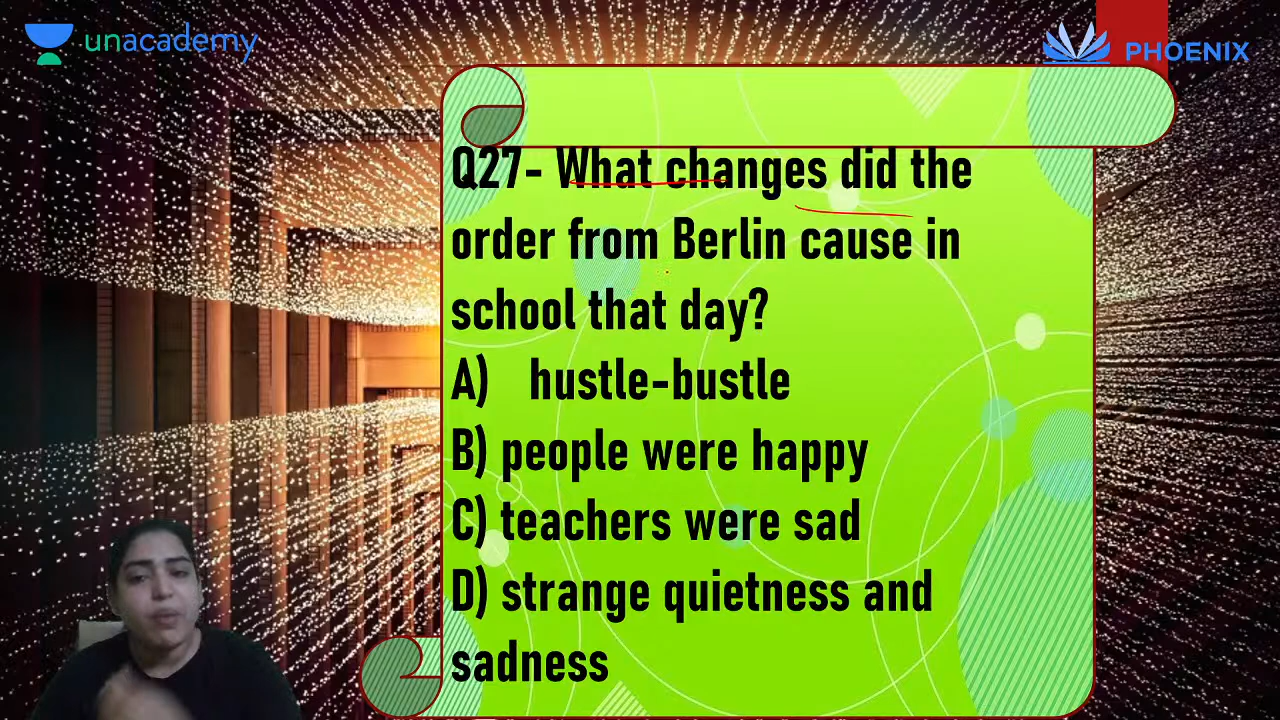 unacademy
PHOENIX
Q27- What changes did the
order from Berlin cause in
school that day?
A) hustle-bustle
B) people were happy
C) teachers were sad
D) strange quietness and
sadness